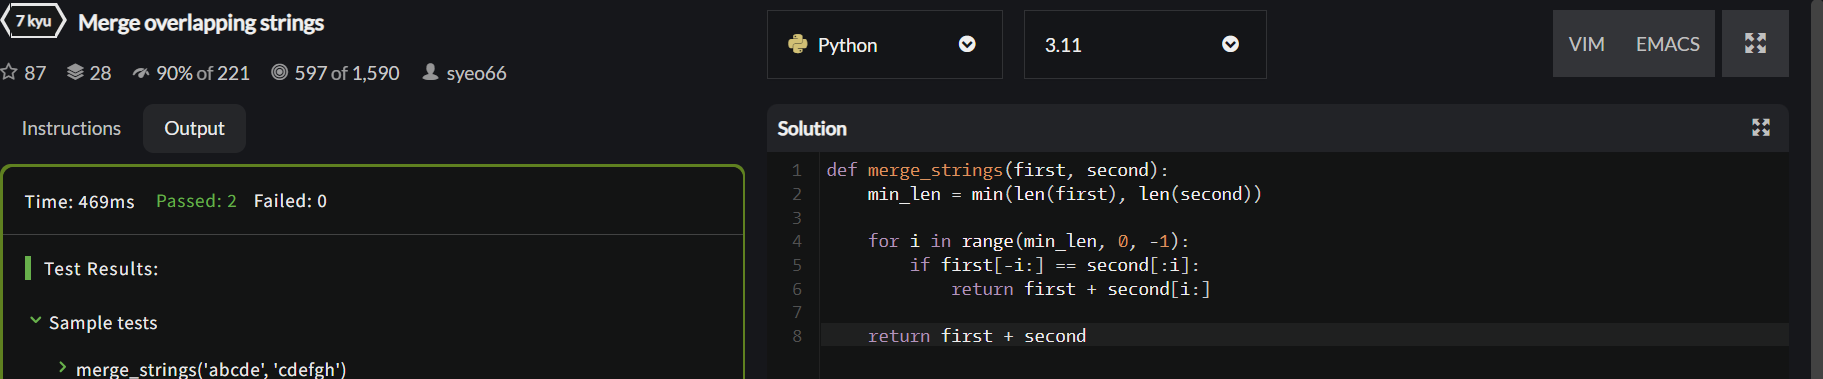 7 kyu Merge overlapping strings
87 28 90% of 221 597 of 1,590 syeo66
Instructions Output
Time: 469ms Passed: 2 Failed: 0
Test Results:
Sample tests
merge_strings('abcde', 'cdefgh')
Python 3.11 VIM EMACS
Solution
1 def merge_strings(first, second):
2     min_len = min(len(first), len(second))
3
4     for i in range(min_len, 0, -1):
5         if first[-i:] == second[:i]:
6             return first + second[i:]
7
8     return first + second